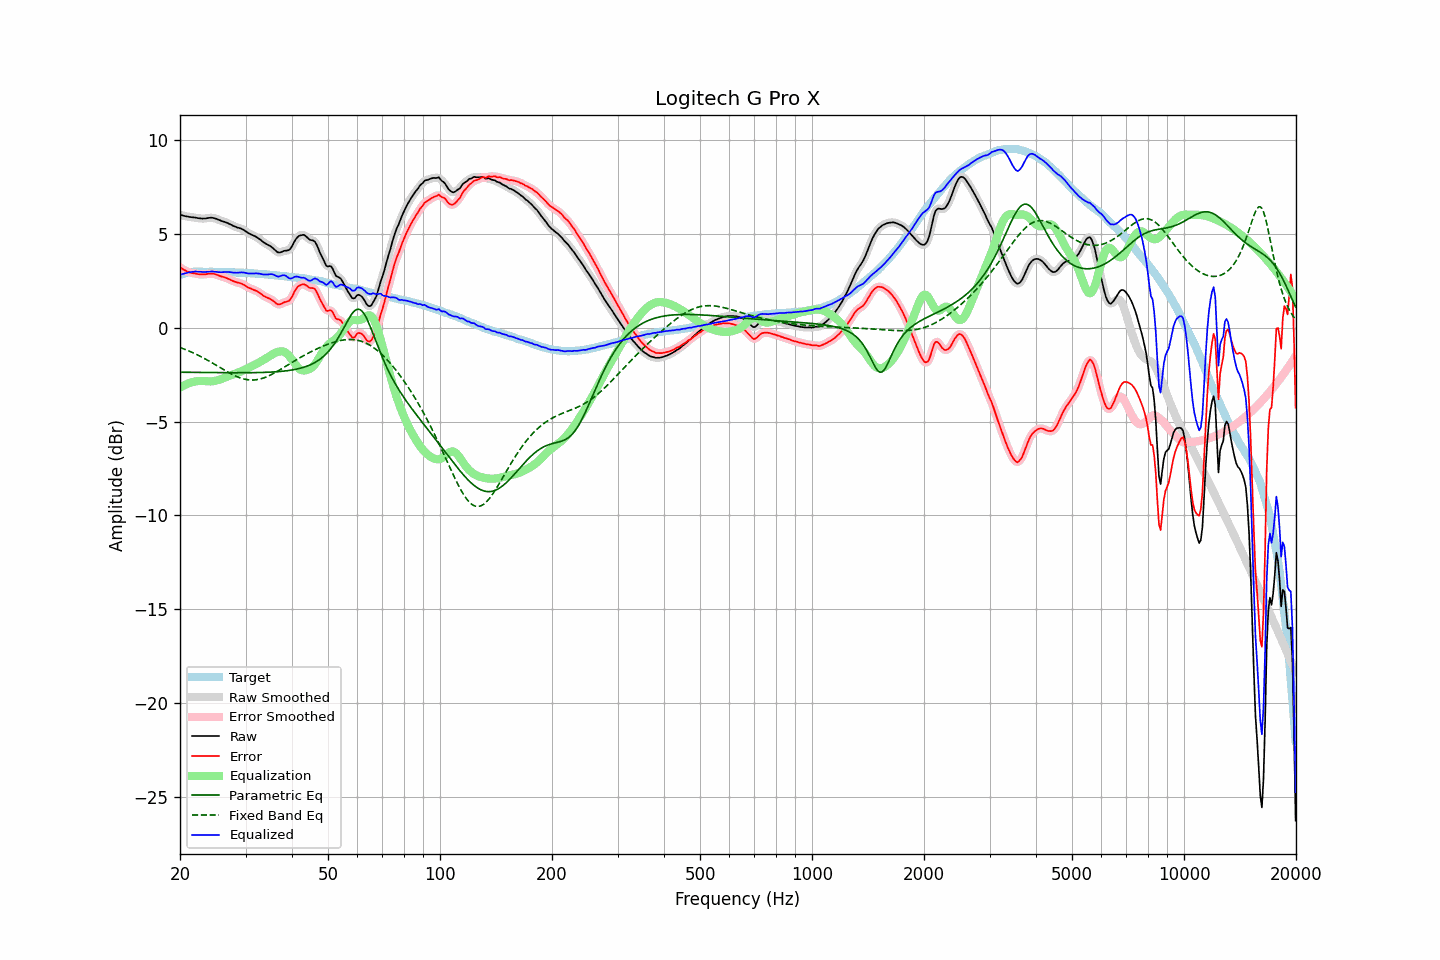 Logitech G Pro X
Amplitude (dBr)
10
5
0
−5
−10
−15
−20
−25
Target
Raw Smoothed
Error Smoothed
Raw
Error
Equalization
Parametric Eq
Fixed Band Eq
Equalized
20 50 100 200 500 1000 2000 5000 10000 20000
Frequency (Hz)